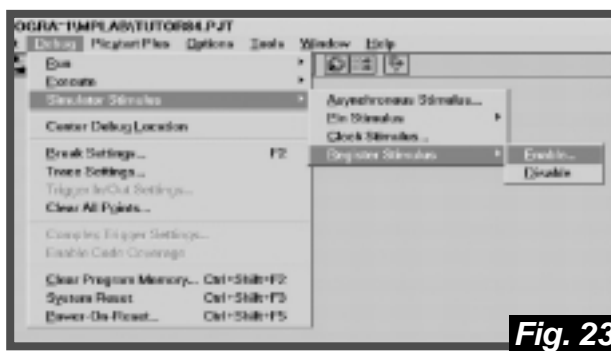 OGRA~1\MPLAB\TUTOR84.PJT
Debug Picstart Plus Options Tools Window Help
Run
Execute
Simulator Stimulus
Center Debug Location
Break Settings... F2
Trace Settings...
Trigger In/Out Settings...
Clear All Points...
Complex Trigger Settings...
Enable Code Coverage
Clear Program Memory... Ctrl+Shift+F2
System Reset Ctrl+Shift+F3
Power-On-Reset... Ctrl+Shift+F5
Asynchronous Stimulus...
Pin Stimulus
Clock Stimulus...
Register Stimulus
Enable...
Disable
Fig. 23